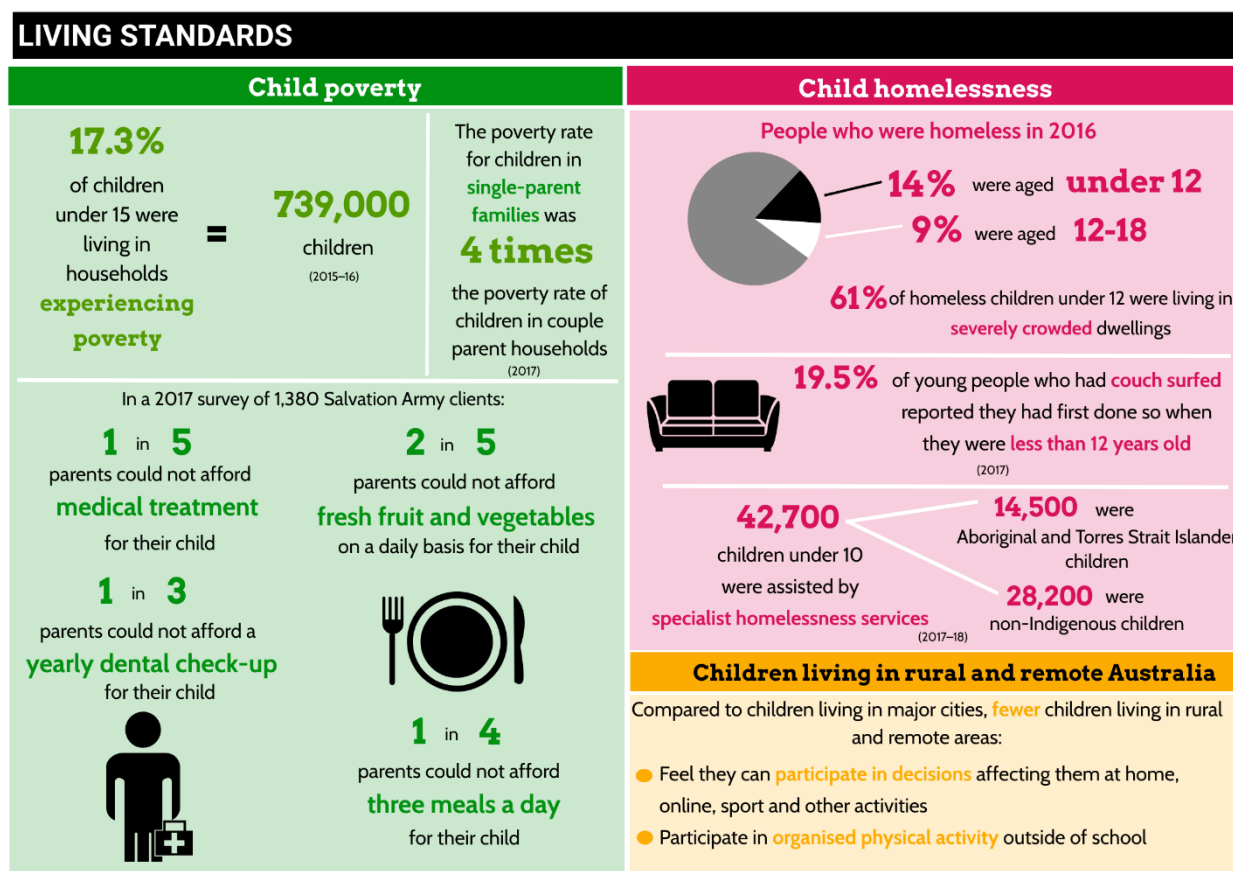 LIVING STANDARDS
Child poverty
17.3%
of children
under 15 were
living in
households
experiencing
poverty
=
739,000
children
(2015–16)
The poverty rate
for children in
single-parent
families was
4 times
the poverty rate of
children in couple
parent households
(2017)
In a 2017 survey of 1,380 Salvation Army clients:
1 in 5
parents could not afford
medical treatment
for their child
2 in 5
parents could not afford
fresh fruit and vegetables
on a daily basis for their child
1 in 3
parents could not afford a
yearly dental check-up
for their child
1 in 4
parents could not afford
three meals a day
for their child
Child homelessness
People who were homeless in 2016
14% were aged under 12
9% were aged 12-18
61% of homeless children under 12 were living in
severely crowded dwellings
19.5% of young people who had couch surfed
reported they had first done so when
they were less than 12 years old
(2017)
42,700
children under 10
were assisted by
specialist homelessness services
(2017–18)
14,500 were
Aboriginal and Torres Strait Islander
children
28,200 were
non-Indigenous children
Children living in rural and remote Australia
Compared to children living in major cities, fewer children living in rural
and remote areas:
Feel they can participate in decisions affecting them at home,
online, sport and other activities
Participate in organised physical activity outside of school